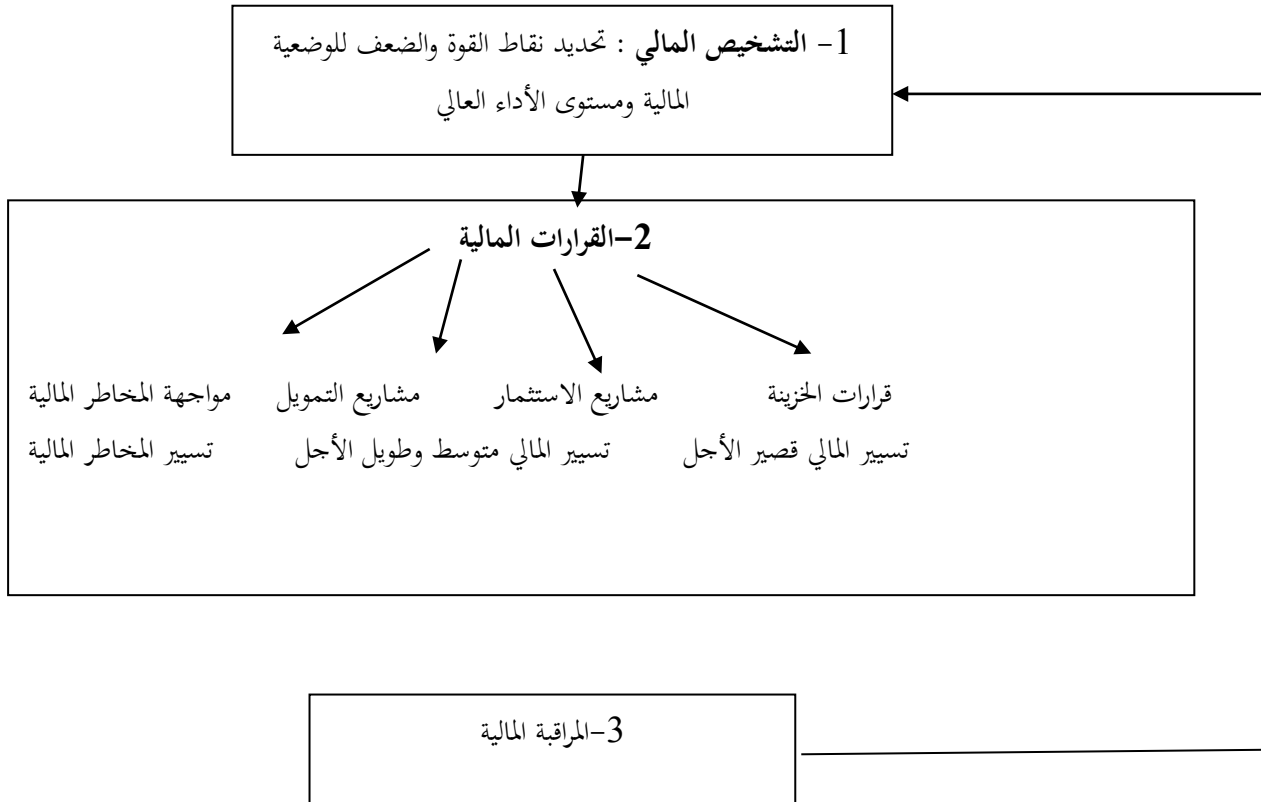 1- التشخيص المالي : تحديد نقاط القوة والضعف للوضعية
المالية ومستوى الأداء العالي
2-القرارات المالية
قرارات الخزينة مشاريع الاستثمار مشاريع التمويل مواجهة المخاطر المالية
تسيير المالي قصير الأجل تسيير المالي متوسط وطويل الأجل تسيير المخاطر المالية
3-المراقبة المالية